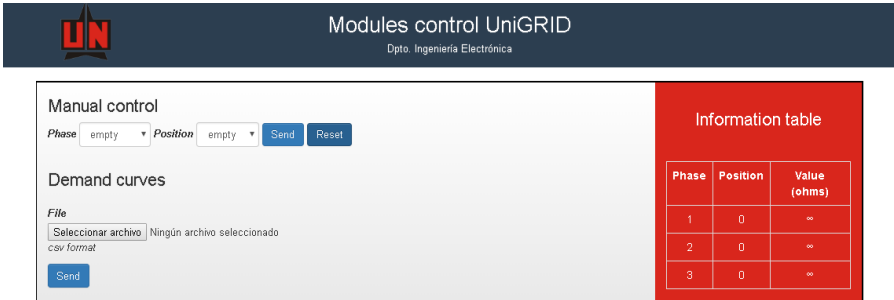 UN
Modules control UniGRID
Dpto. Ingeniería Electrónica
Manual control
Phase empty Position empty Send Reset
Demand curves
File
Seleccionar archivo Ningún archivo seleccionado
csv format
Send
Information table
Phase Position Value (ohms)
1 0 ∞
2 0 ∞
3 0 ∞